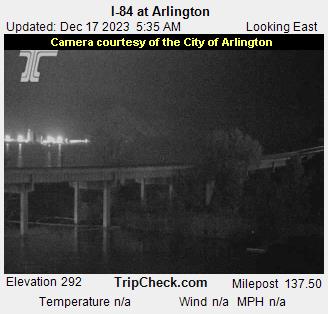 I-84 at Arlington
Updated: Dec 17 2023 5:35 AM Looking East
Camera courtesy of the City of Arlington
Elevation 292 TripCheck.com Milepost 137.50
Temperature n/a Wind n/a MPH n/a